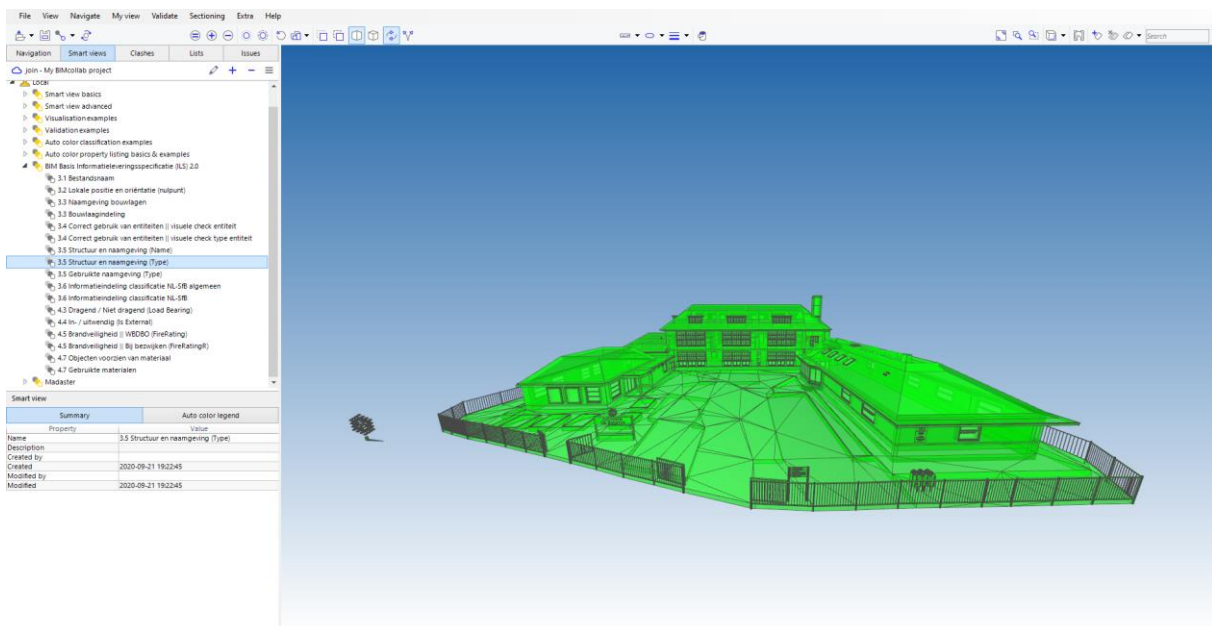 File View Navigate My view Validate Sectioning Extra Help
Search
Navigation Smart views Clashes Lists Issues
join - My BIMcollab project
Local
Smart view basics
Smart view advanced
Visualisation examples
Validation examples
Auto color classification examples
Auto color property listing basics & examples
BIM Basis Informatieleveringsspecificatie (ILS) 2.0
3.1 Bestandsnaam
3.2 Lokale positie en oriëntatie (nulpunt)
3.3 Naamgeving bouwlagen
3.3 Bouwlaagindeling
3.4 Correct gebruik van entiteiten || visuele check entiteit
3.4 Correct gebruik van entiteiten || visuele check type entiteit
3.5 Structuur en naamgeving (Name)
3.5 Structuur en naamgeving (Type)
3.5 Gebruikte naamgeving (Type)
3.6 Informatieindeling classificatie NL-SfB algemeen
3.6 Informatieindeling classificatie NL-SfB
4.3 Dragend / Niet dragend (Load Bearing)
4.4 In- / uitwendig (Is External)
4.5 Brandveiligheid || WBDBO (FireRating)
4.5 Brandveiligheid || Bij bezwijken (FireRatingR)
4.7 Objecten voorzien van materiaal
4.7 Gebruikte materialen
Madaster
Smart view
Summary Auto color legend
Property Value
Name 3.5 Structuur en naamgeving (Type)
Description
Created by
Created 2020-09-21 19:22:45
Modified by
Modified 2020-09-21 19:22:45